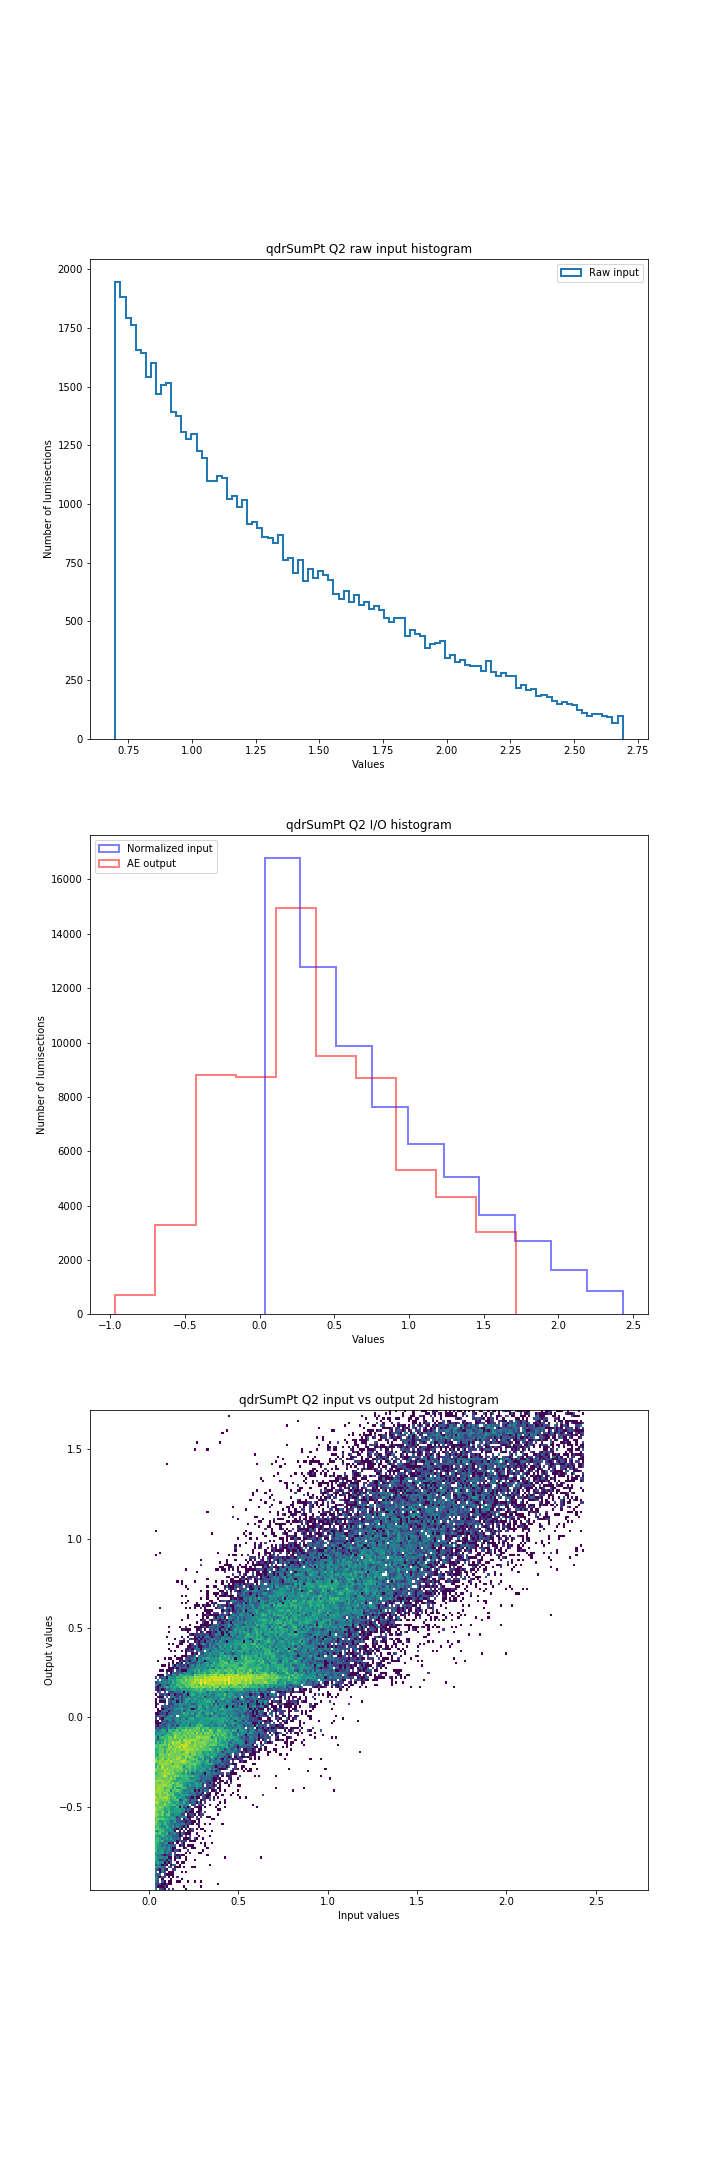 qdrSumPt Q2 raw input histogram
Raw input
2000
1750
1500
1250
1000
750
500
250
0
Number of lumisections
0.75 1.00 1.25 1.50 1.75 2.00 2.25 2.50 2.75
Values
qdrSumPt Q2 I/O histogram
Normalized input
AE output
16000
14000
12000
10000
8000
6000
4000
2000
0
Number of lumisections
−1.0 −0.5 0.0 0.5 1.0 1.5 2.0 2.5
Values
qdrSumPt Q2 input vs output 2d histogram
1.5
1.0
0.5
0.0
−0.5
Output values
0.0 0.5 1.0 1.5 2.0 2.5
Input values